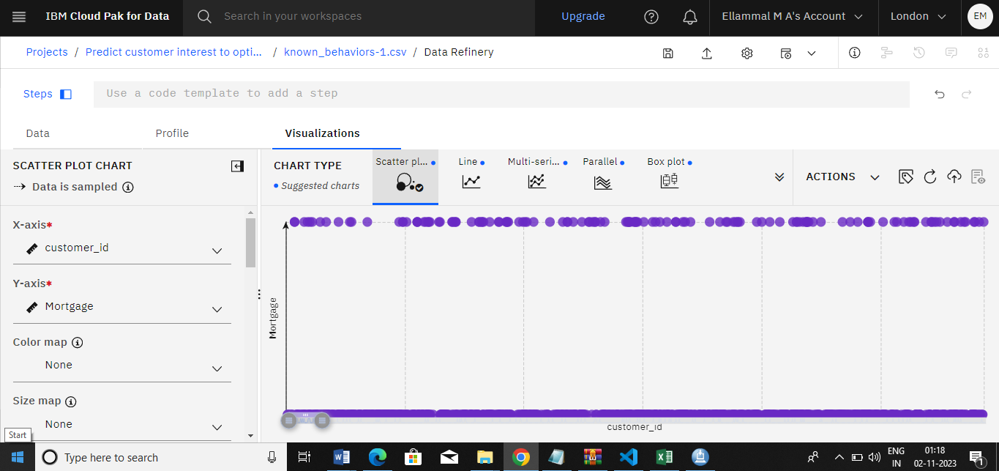 IBM Cloud Pak for Data
Search in your workspaces
Upgrade
Ellammal M A's Account
London
EM
Projects / Predict customer interest to opti... / known_behaviors-1.csv / Data Refinery
Steps
Use a code template to add a step
Data
Profile
Visualizations
SCATTER PLOT CHART
Data is sampled
CHART TYPE
Suggested charts
Scatter pl...
Line
Multi-seri...
Parallel
Box plot
ACTIONS
X-axis*
customer_id
Y-axis*
Mortgage
Color map
None
Size map
None
Mortgage
customer_id
Start
Type here to search
ENG
IN
01:18
02-11-2023
1